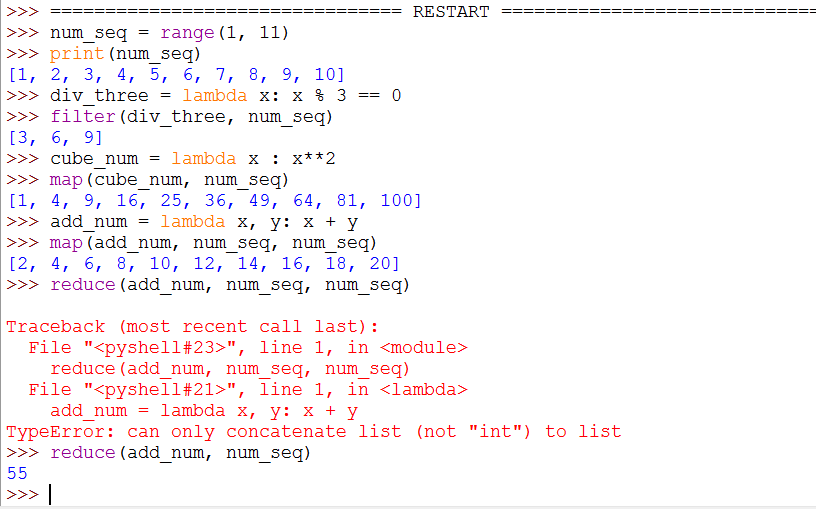 >>> ================================ RESTART ==============================
>>> num_seq = range(1, 11)
>>> print(num_seq)
[1, 2, 3, 4, 5, 6, 7, 8, 9, 10]
>>> div_three = lambda x: x % 3 == 0
>>> filter(div_three, num_seq)
[3, 6, 9]
>>> cube_num = lambda x : x**2
>>> map(cube_num, num_seq)
[1, 4, 9, 16, 25, 36, 49, 64, 81, 100]
>>> add_num = lambda x, y: x + y
>>> map(add_num, num_seq, num_seq)
[2, 4, 6, 8, 10, 12, 14, 16, 18, 20]
>>> reduce(add_num, num_seq, num_seq)
Traceback (most recent call last):
  File "<pyshell#23>", line 1, in <module>
    reduce(add_num, num_seq, num_seq)
  File "<pyshell#21>", line 1, in <lambda>
    add_num = lambda x, y: x + y
TypeError: can only concatenate list (not "int") to list
>>> reduce(add_num, num_seq)
55
>>>